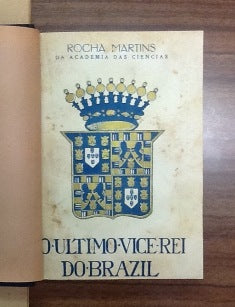 ROCHA MARTINS
DA ACADEMIA DAS CIENCIAS
O·ULTIMO·VICE·REI
DO·BRAZIL